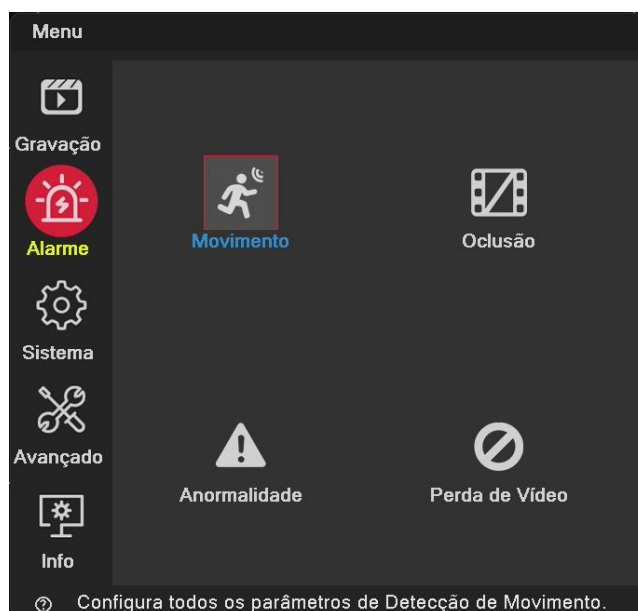 Menu
Gravação
Alarme
Movimento
Oclusão
Sistema
Avançado
Anormalidade
Perda de Vídeo
Info
Configura todos os parâmetros de Detecção de Movimento.